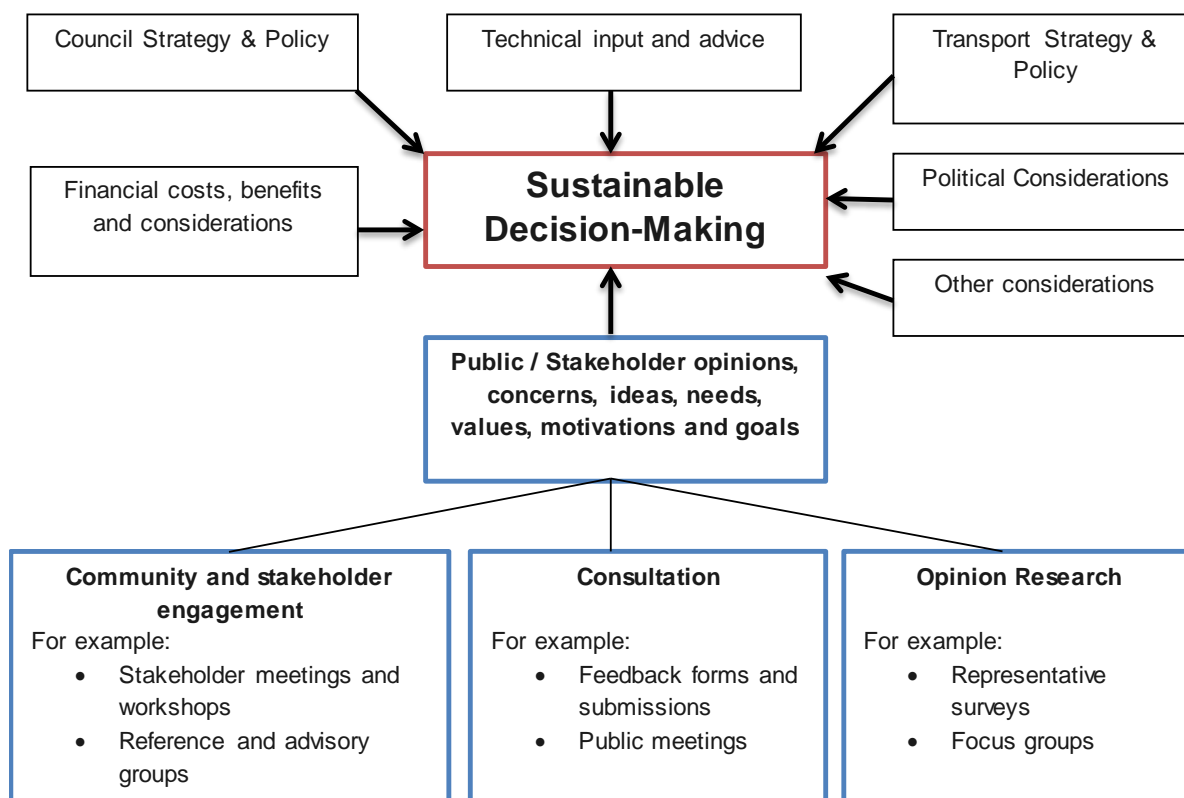 Council Strategy & Policy
Technical input and advice
Transport Strategy &
Policy
Financial costs, benefits
and considerations
Sustainable
Decision-Making
Political Considerations
Other considerations
Public / Stakeholder opinions,
concerns, ideas, needs,
values, motivations and goals
Community and stakeholder
engagement
For example:
• Stakeholder meetings and
workshops
• Reference and advisory
groups
Consultation
For example:
• Feedback forms and
submissions
• Public meetings
Opinion Research
For example:
• Representative
surveys
• Focus groups